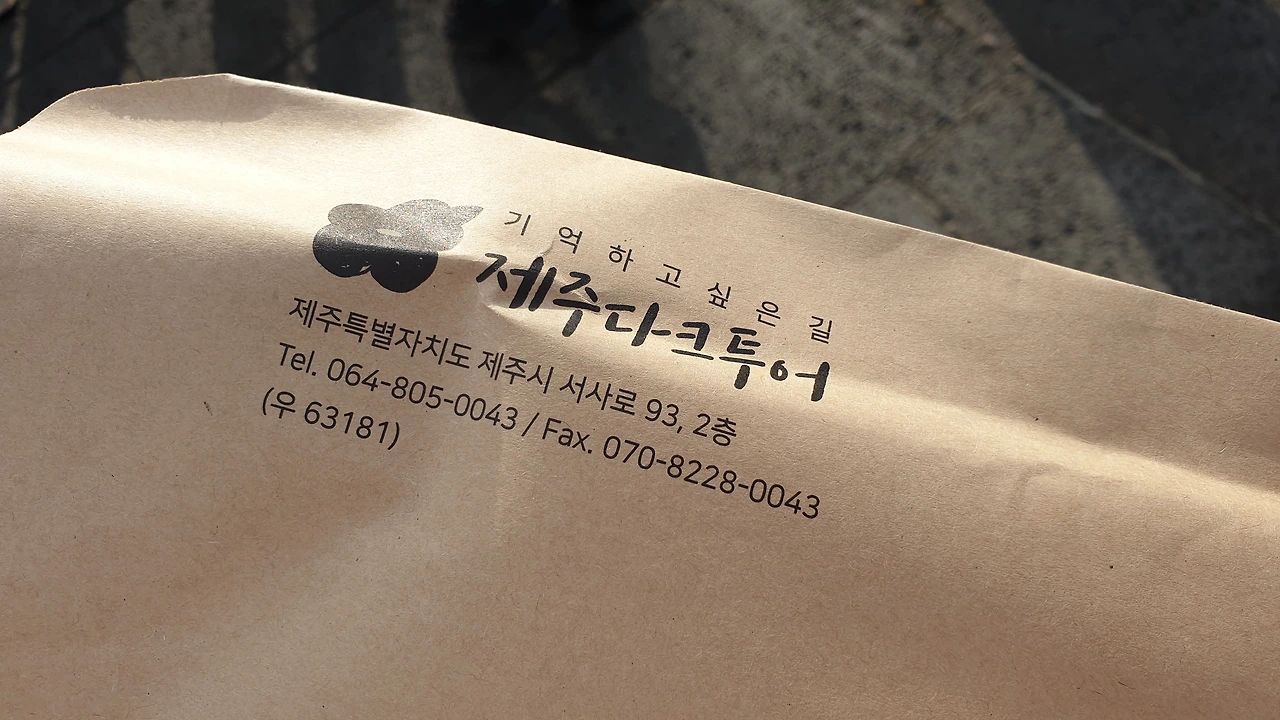 기억하고싶은길
제주다크투어
제주특별자치도 제주시 서사로 93, 2층
Tel. 064-805-0043 / Fax. 070-8228-0043
(우 63181)